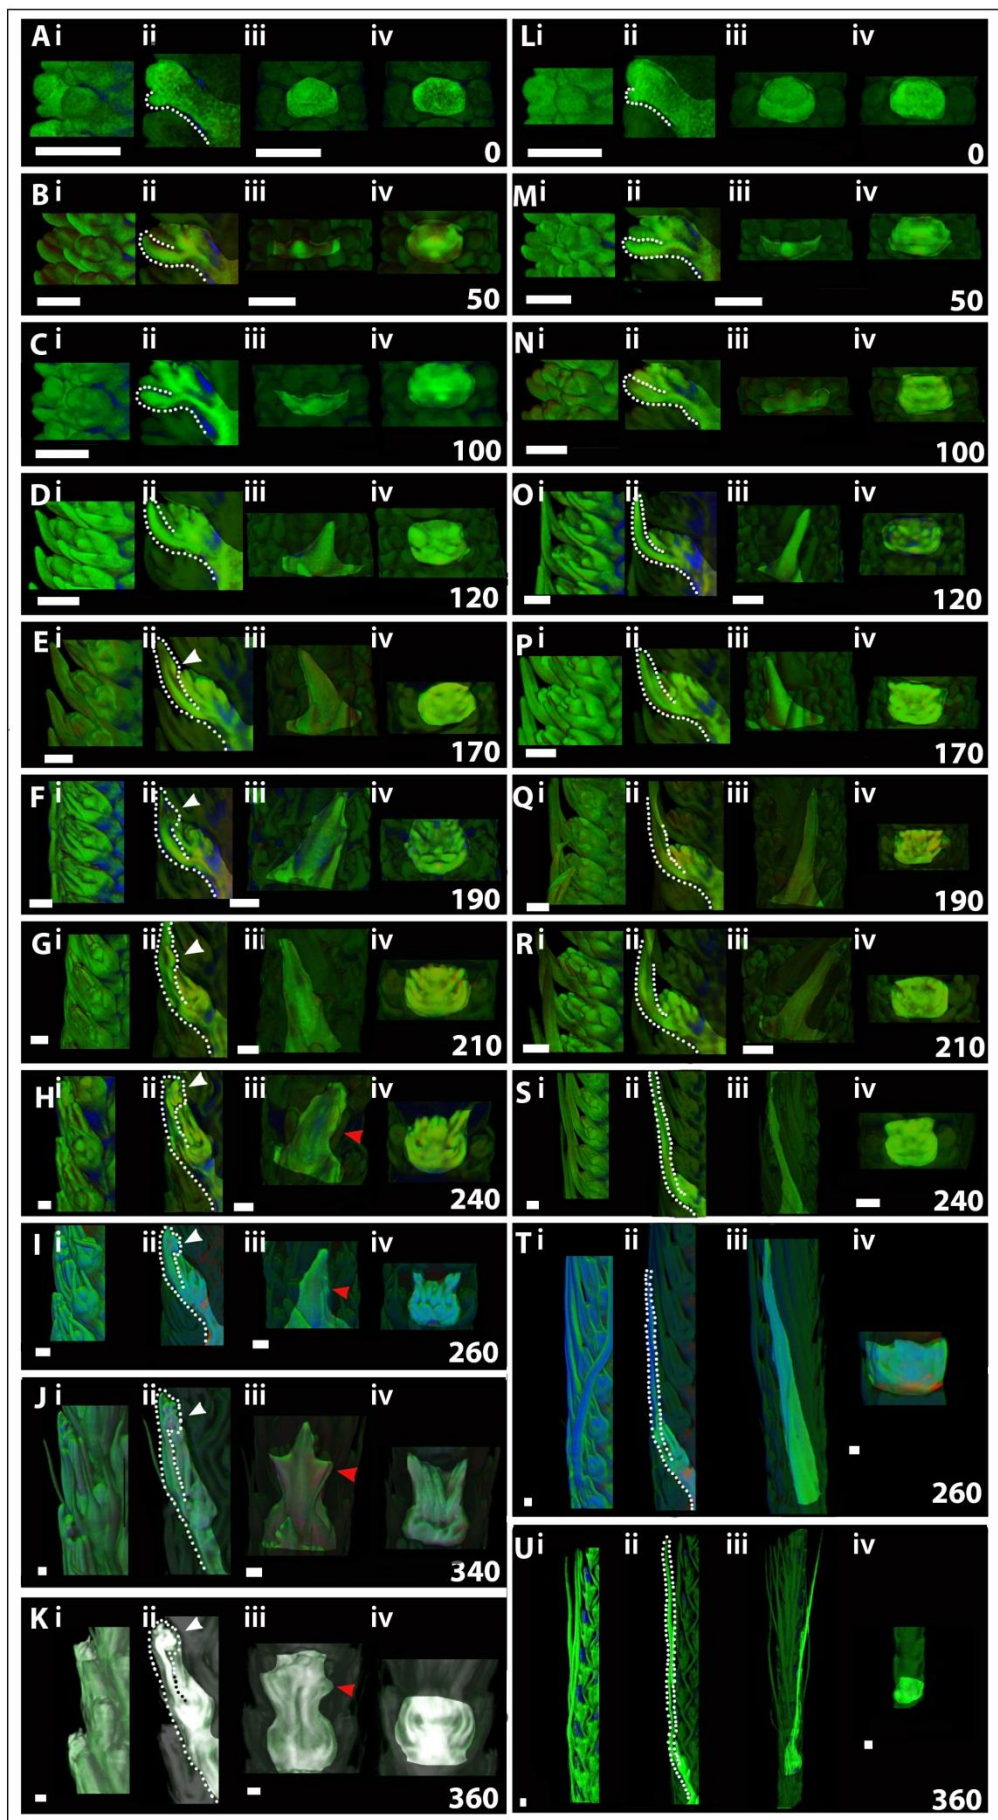 A i ii iii iv
0
B i ii iii iv
50
C i ii iii iv
100
D i ii iii iv
120
E i ii iii iv
170
F i ii iii iv
190
G i ii iii iv
210
H i ii iii iv
240
I i ii iii iv
260
J i ii iii iv
340
K i ii iii iv
360
L i ii iii iv
0
M i ii iii iv
50
N i ii iii iv
100
O i ii iii iv
120
P i ii iii iv
170
Q i ii iii iv
190
R i ii iii iv
210
S i ii iii iv
240
T i ii iii iv
260
U i ii iii iv
360